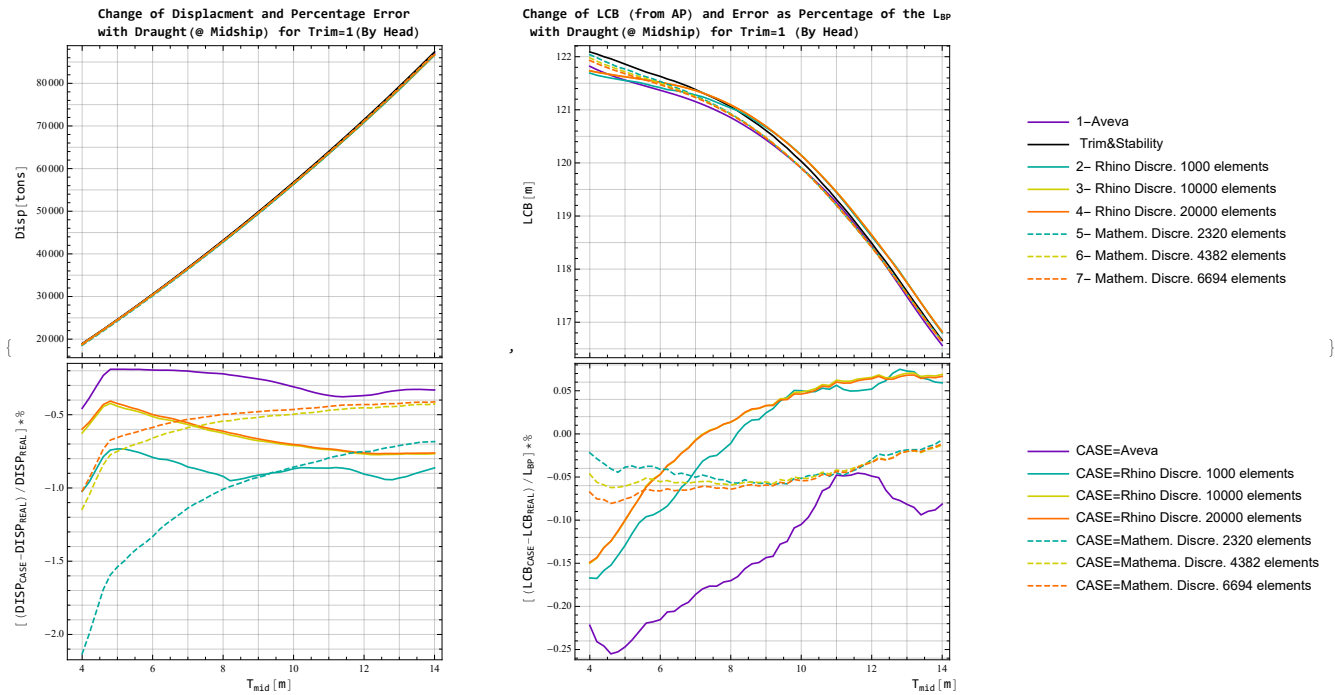 Change of Displacment and Percentage Error
with Draught(@ Midship) for Trim=1(By Head)
Change of LCB (from AP) and Error as Percentage of the LBP
with Draught(@ Midship) for Trim=1 (By Head)
Disp[tons]
80000
70000
60000
50000
40000
30000
20000
LCB[m]
122
121
120
119
118
117
1-Aveva
Trim&Stability
2- Rhino Discre. 1000 elements
3- Rhino Discre. 10000 elements
4- Rhino Discre. 20000 elements
5- Mathem. Discre. 2320 elements
6- Mathem. Discre. 4382 elements
7- Mathem. Discre. 6694 elements
{
,
}
[(DISPCASE-DISPREAL)/DISPREAL]*%
-0.5
-1.0
-1.5
-2.0
4
6
8
10
12
14
Tmid[m]
[(LCBCASE-LCBREAL)/LBP]*%
0.05
0.00
-0.05
-0.10
-0.15
-0.20
-0.25
4
6
8
10
12
14
Tmid[m]
CASE=Aveva
CASE=Rhino Discre. 1000 elements
CASE=Rhino Discre. 10000 elements
CASE=Rhino Discre. 20000 elements
CASE=Mathem. Discre. 2320 elements
CASE=Mathema. Discre. 4382 elements
CASE=Mathem. Discre. 6694 elements